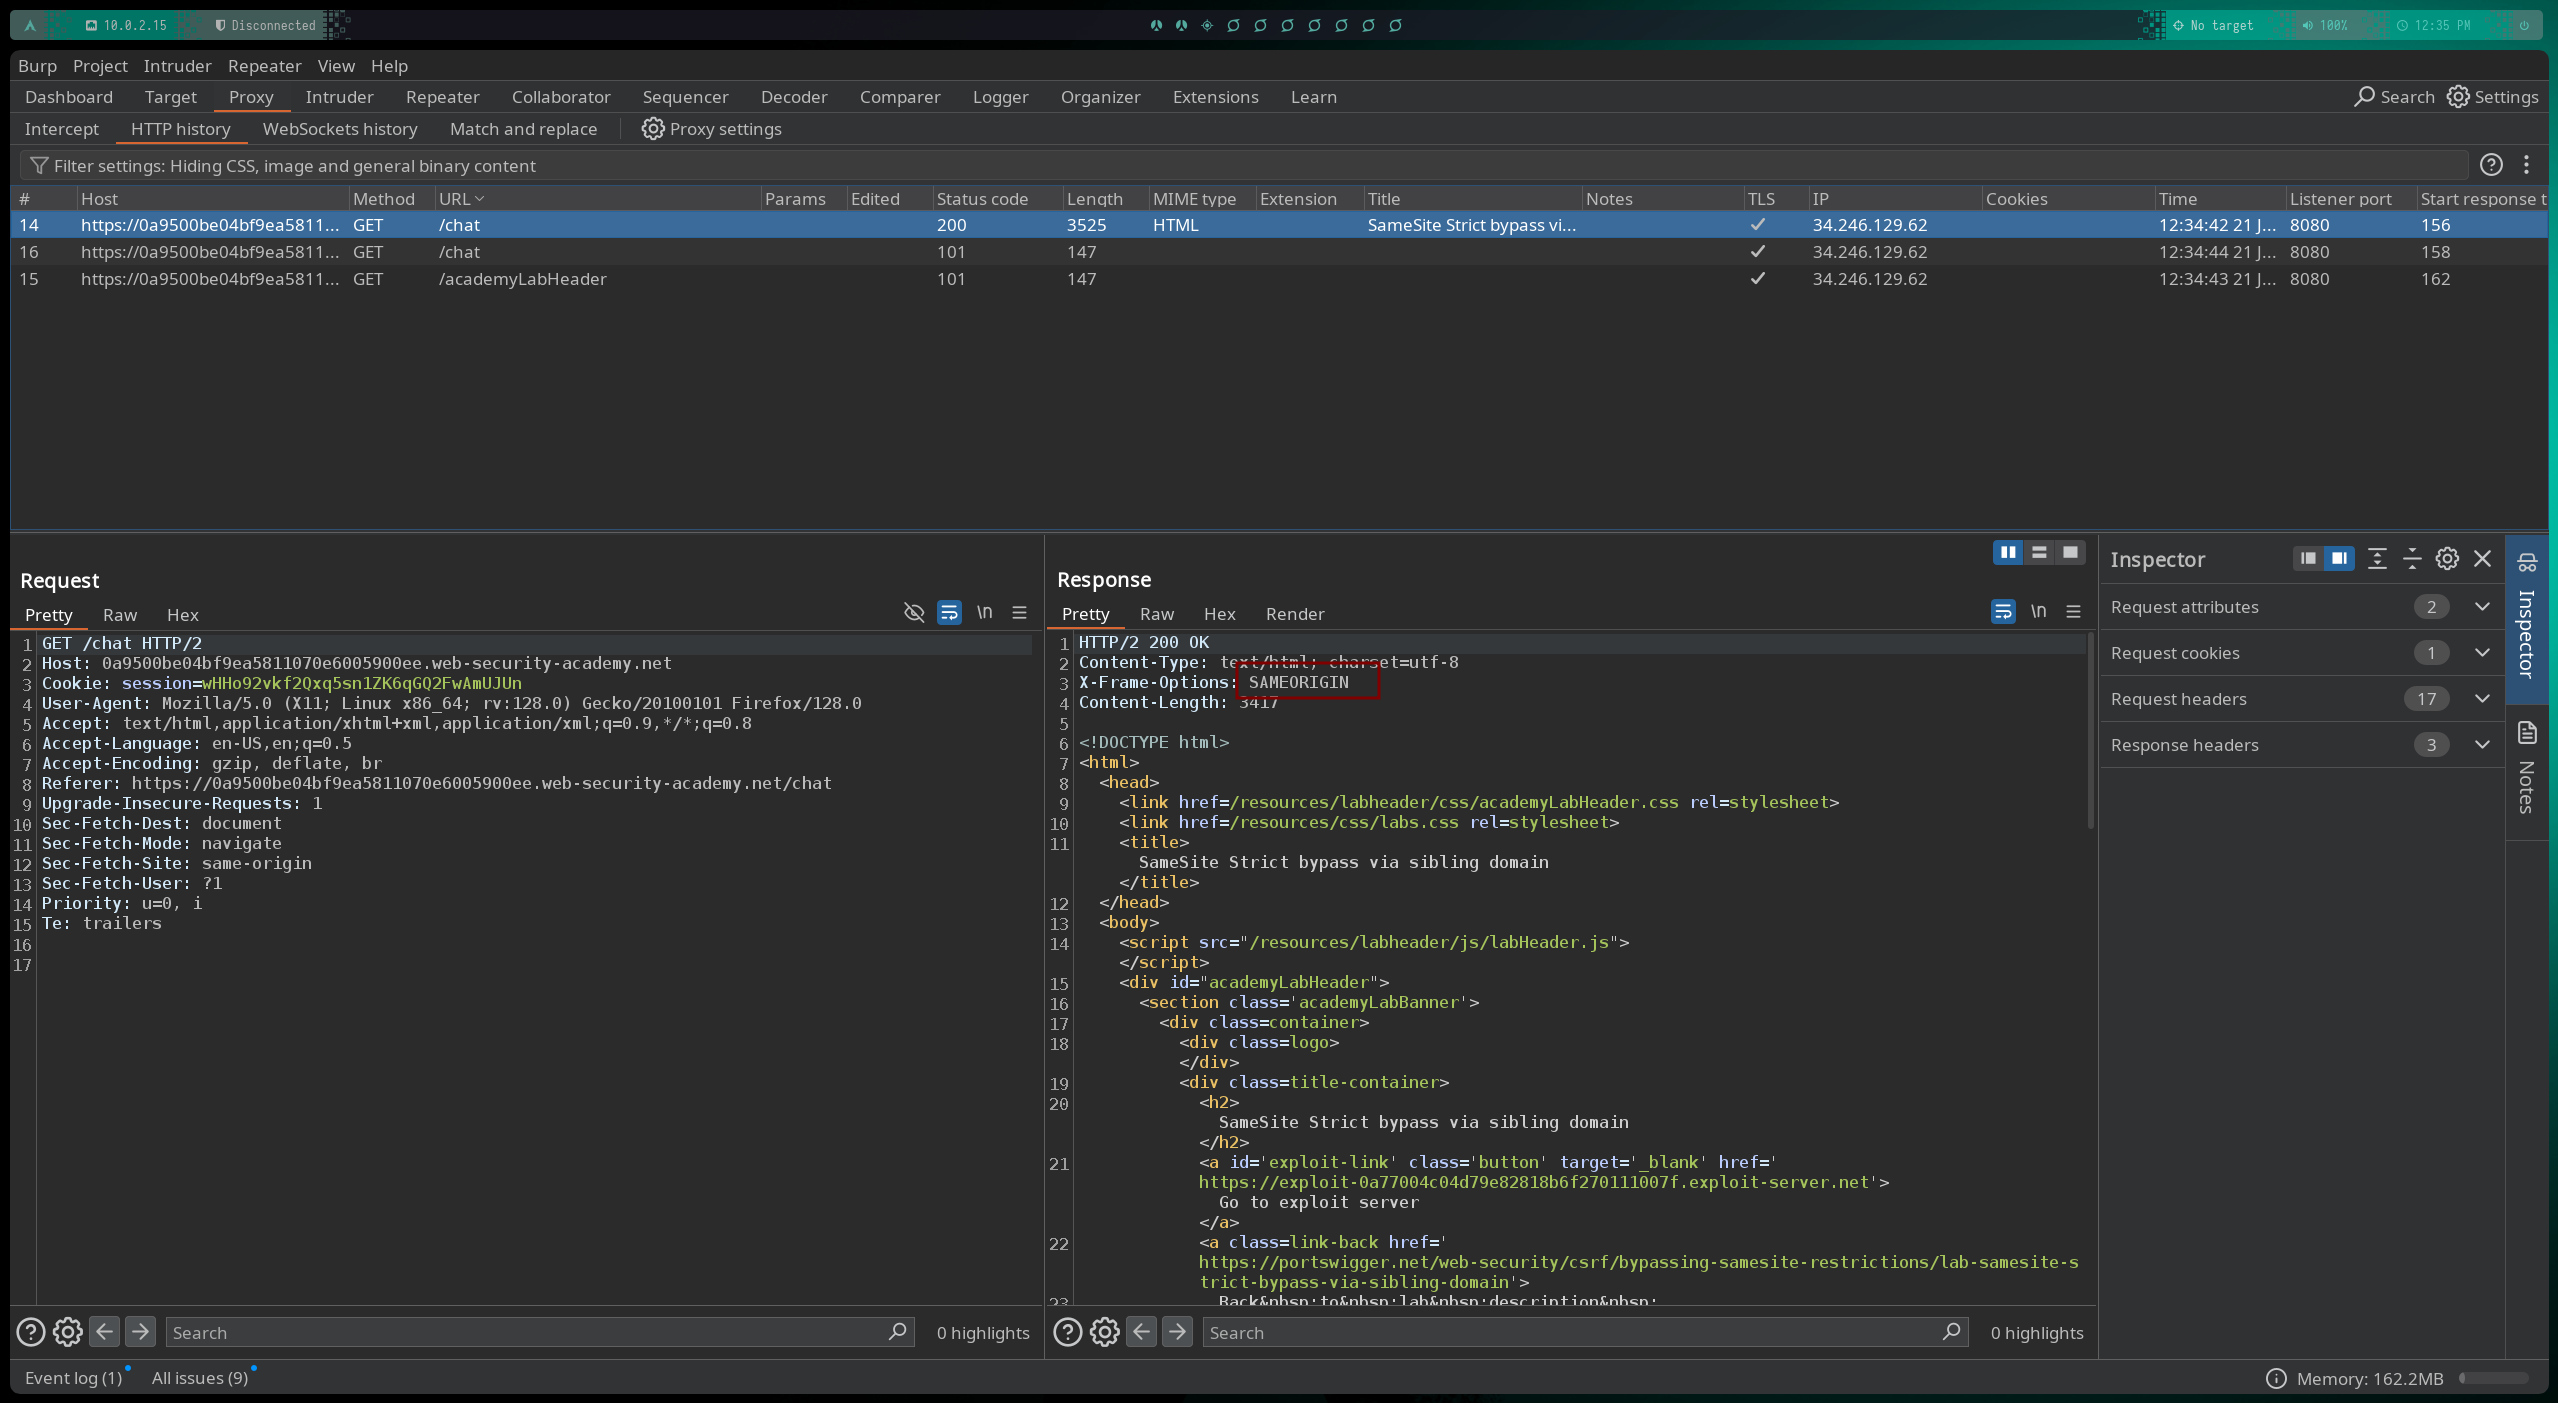 10.0.2.15 Disconnected No target 100% 12:35 PM
Burp Project Intruder Repeater View Help
Dashboard Target Proxy Intruder Repeater Collaborator Sequencer Decoder Comparer Logger Organizer Extensions Learn Search Settings
Intercept HTTP history WebSockets history Match and replace Proxy settings
Filter settings: Hiding CSS, image and general binary content
# Host Method URL Params Edited Status code Length MIME type Extension Title Notes TLS IP Cookies Time Listener port Start response t
14 https://0a9500be04bf9ea5811... GET /chat 200 3525 HTML SameSite Strict bypass vi... ✓ 34.246.129.62 12:34:42 21 J... 8080 156
16 https://0a9500be04bf9ea5811... GET /chat 101 147 ✓ 34.246.129.62 12:34:44 21 J... 8080 158
15 https://0a9500be04bf9ea5811... GET /academyLabHeader 101 147 ✓ 34.246.129.62 12:34:43 21 J... 8080 162
Request
Pretty Raw Hex \n
1 GET /chat HTTP/2
2 Host: 0a9500be04bf9ea5811070e6005900ee.web-security-academy.net
3 Cookie: session=wHHo92vkf2Qxq5sn1ZK6qGQ2FwAmUJUn
4 User-Agent: Mozilla/5.0 (X11; Linux x86_64; rv:128.0) Gecko/20100101 Firefox/128.0
5 Accept: text/html,application/xhtml+xml,application/xml;q=0.9,*/*;q=0.8
6 Accept-Language: en-US,en;q=0.5
7 Accept-Encoding: gzip, deflate, br
8 Referer: https://0a9500be04bf9ea5811070e6005900ee.web-security-academy.net/chat
9 Upgrade-Insecure-Requests: 1
10 Sec-Fetch-Dest: document
11 Sec-Fetch-Mode: navigate
12 Sec-Fetch-Site: same-origin
13 Sec-Fetch-User: ?1
14 Priority: u=0, i
15 Te: trailers
16
17
Search 0 highlights
Response
Pretty Raw Hex Render \n
1 HTTP/2 200 OK
2 Content-Type: text/html; charset=utf-8
3 X-Frame-Options: SAMEORIGIN
4 Content-Length: 3417
5
6 <!DOCTYPE html>
7 <html>
8 <head>
9 <link href=/resources/labheader/css/academyLabHeader.css rel=stylesheet>
10 <link href=/resources/css/labs.css rel=stylesheet>
11 <title>
SameSite Strict bypass via sibling domain
</title>
12 </head>
13 <body>
14 <script src="/resources/labheader/js/labHeader.js">
</script>
15 <div id="academyLabHeader">
16 <section class='academyLabBanner'>
17 <div class=container>
18 <div class=logo>
</div>
19 <div class=title-container>
20 <h2>
SameSite Strict bypass via sibling domain
</h2>
21 <a id='exploit-link' class='button' target='_blank' href='
https://exploit-0a77004c04d79e82818b6f270111007f.exploit-server.net'>
Go to exploit server
</a>
22 <a class=link-back href='
https://portswigger.net/web-security/csrf/bypassing-samesite-restrictions/lab-samesite-s
trict-bypass-via-sibling-domain'>
23 Back&nbsp;to&nbsp;lab&nbsp;description&nbsp;
Search 0 highlights
Inspector
Request attributes 2
Request cookies 1
Request headers 17
Response headers 3
Inspector
Notes
Event log (1) All issues (9) Memory: 162.2MB